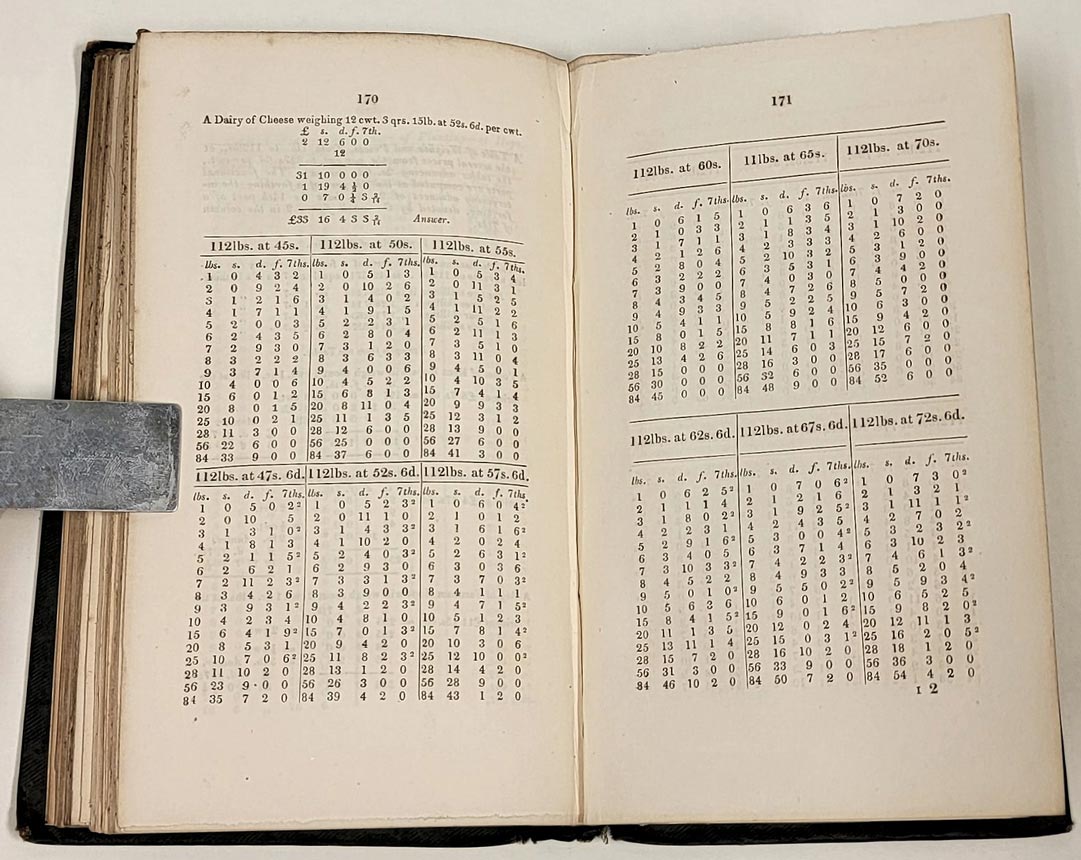 170
A Dairy of Cheese weighing 12 cwt. 3 qrs. 15lb. at 52s. 6d. per cwt.
£ s. d. f. 7th.
2 12 6 0 0
12
31 10 0 0 0
1 19 4 ½ 0
0 7 0 ¼ 3 3/14
£33 16 4 3 3 3/14 Answer.
112lbs. at 45s. 112lbs. at 50s. 112lbs. at 55s.
lbs. s. d. f. 7ths. lbs. s. d. f. 7ths. lbs. s. d. f. 7ths.
1 0 4 3 2 1 0 5 1 3 1 0 5 3 4
2 0 9 2 4 2 0 10 2 6 2 0 11 3 1
3 1 2 1 6 3 1 4 0 2 3 1 5 2 5
4 1 7 1 1 4 1 9 1 5 4 1 11 2 2
5 2 0 0 3 5 2 2 3 1 5 2 5 1 6
6 2 4 3 5 6 2 8 0 4 6 2 11 1 3
7 2 9 3 0 7 3 1 2 0 7 3 5 1 0
8 3 2 2 2 8 3 6 3 3 8 3 11 0 4
9 3 7 1 4 9 4 0 0 6 9 4 5 0 1
10 4 0 0 6 10 4 5 2 2 10 4 10 3 5
15 6 0 1 2 15 6 8 1 3 15 7 4 1 4
20 8 0 1 5 20 8 11 0 4 20 9 9 3 3
25 10 0 2 1 25 11 1 3 5 25 12 3 1 2
28 11 3 0 0 28 12 6 0 0 28 13 9 0 0
56 22 6 0 0 56 25 0 0 0 56 27 6 0 0
84 33 9 0 0 84 37 6 0 0 84 41 3 0 0
112lbs. at 47s. 6d. 112lbs. at 52s. 6d. 112lbs. at 57s. 6d.
lbs. s. d. f. 7ths. lbs. s. d. f. 7ths. lbs. s. d. f. 7ths.
1 0 5 0 2² 1 0 5 2 3² 1 0 6 0 4²
2 0 10 5 2 0 11 1 0 2 1 0 1 2
3 1 3 1 0² 3 1 4 3 3² 3 1 6 1 6²
4 1 8 1 3 4 1 10 2 0 4 2 0 2 4
5 2 1 1 5² 5 2 4 0 3² 5 2 6 3 1²
6 2 6 2 1 6 2 9 3 0 6 3 0 3 6
7 2 11 2 3² 7 3 3 1 3² 7 3 7 0 3²
8 3 4 2 6 8 3 9 0 0 8 4 1 1 1
9 3 9 3 1² 9 4 2 2 3² 9 4 7 1 5²
10 4 2 3 4 10 4 8 1 0 10 5 1 2 3
15 6 4 1 9² 15 7 0 1 3² 15 7 8 1 4²
20 8 5 3 1 20 9 4 2 0 20 10 3 0 6
25 10 7 0 6² 25 11 8 2 3² 25 12 10 0 0²
28 11 10 2 0 28 13 1 2 0 28 14 4 2 0
56 23 9 0 0 56 26 3 0 0 56 28 9 0 0
84 35 7 2 0 84 39 4 2 0 84 43 1 2 0
171
112lbs. at 60s. 11lbs. at 65s. 112lbs. at 70s.
lbs. s. d. f. 7ths. lbs. s. d. f. 7ths. lbs. s. d. f. 7ths.
1 0 6 1 5 1 0 6 3 6 1 0 7 2 0
2 1 0 3 3 2 1 1 3 2 1 3 0 0
3 1 7 1 1 3 1 8 3 4 3 1 10 2 0
4 2 1 2 6 4 2 3 3 3 4 2 6 0 0
5 2 8 0 4 5 2 10 3 2 5 3 1 2 0
6 3 2 2 2 6 3 5 3 1 6 3 9 0 0
7 3 9 0 0 7 4 0 3 0 7 4 4 2 0
8 4 3 4 5 8 4 7 2 6 8 5 0 0 0
9 4 9 3 3 9 5 2 2 5 9 5 7 2 0
10 5 4 1 1 10 5 9 2 4 10 6 3 0 0
15 8 0 1 5 15 8 8 1 6 15 9 4 2 0
20 10 8 2 2 20 11 7 1 1 20 12 6 0 0
25 13 4 2 6 25 14 6 0 3 25 15 7 2 0
28 15 0 0 0 28 16 3 0 0 28 17 6 0 0
56 30 0 0 0 56 32 6 0 0 56 35 0 0 0
84 45 0 0 0 84 48 9 0 0 84 52 6 0 0
112lbs. at 62s. 6d. 112lbs. at 67s. 6d. 112lbs. at 72s. 6d.
lbs. s. d. f. 7ths. lbs. s. d. f. 7ths. lbs. s. d. f. 7ths.
1 0 6 2 5² 1 0 7 0 6² 1 0 7 3 0²
2 1 1 1 4 2 1 2 1 6 2 1 3 2 1
3 1 8 0 2² 3 1 9 2 5² 3 1 11 1 1²
4 2 2 3 1 4 2 4 3 5 4 2 7 0 2
5 2 9 1 6² 5 3 0 0 4² 5 3 2 3 2²
6 3 4 0 5 6 3 7 1 4 6 3 10 2 3
7 3 10 3 3² 7 4 2 2 3² 7 4 6 1 3²
8 4 5 2 2 8 4 9 3 3 8 5 2 0 4
9 5 0 1 0² 9 5 5 0 2² 9 5 9 3 4²
10 5 6 3 6 10 6 0 1 2 10 6 5 2 5
15 8 4 1 5² 15 9 0 1 6² 15 9 8 2 0²
20 11 1 3 5 20 12 0 2 4 20 12 11 1 3
25 13 11 1 4 25 15 0 3 1² 25 16 2 0 5²
28 15 7 2 0 28 16 10 2 0 28 18 1 2 0
56 31 3 0 0 56 33 9 0 0 56 36 3 0 0
84 46 10 2 0 84 50 7 2 0 84 54 4 2 0
I 2